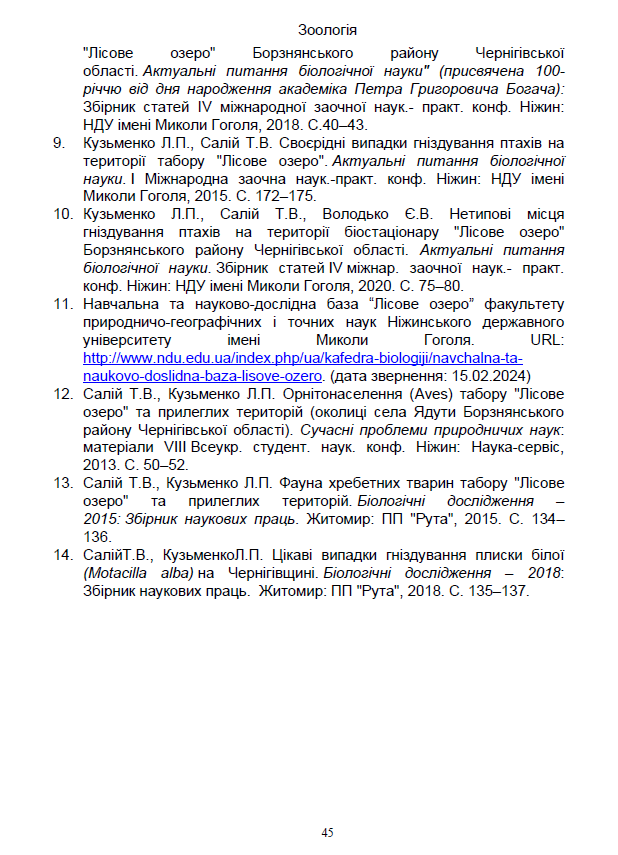 Зоологія
"Лісове озеро" Борзнянського району Чернігівської
області. Актуальні питання біологічної науки" (присвячена 100-
річчю від дня народження академіка Петра Григоровича Богача):
Збірник статей IV міжнародної заочної наук.- практ. конф. Ніжин:
НДУ імені Миколи Гоголя, 2018. С.40–43.
9. Кузьменко Л.П., Салій Т.В. Своєрідні випадки гніздування птахів на
території табору "Лісове озеро". Актуальні питання біологічної
науки. І Міжнародна заочна наук.-практ. конф. Ніжин: НДУ імені
Миколи Гоголя, 2015. С. 172–175.
10. Кузьменко Л.П., Салій Т.В., Володько Є.В. Нетипові місця
гніздування птахів на території біостаціонару "Лісове озеро"
Борзнянського району Чернігівської області. Актуальні питання
біологічної науки. Збірник статей IV міжнар. заочної наук.- практ.
конф. Ніжин: НДУ імені Миколи Гоголя, 2020. С. 75–80.
11. Навчальна та науково-дослідна база “Лісове озеро” факультету
природничо-географічних і точних наук Ніжинського державного
університету імені Миколи Гоголя. URL:
http://www.ndu.edu.ua/index.php/ua/kafedra-biologiji/navchalna-ta-
naukovo-doslidna-baza-lisove-ozero. (дата звернення: 15.02.2024)
12. Салій Т.В., Кузьменко Л.П. Орнітонаселення (Aves) табору "Лісове
озеро" та прилеглих територій (околиці села Ядути Борзнянського
району Чернігівської області). Сучасні проблеми природничих наук:
матеріали VIII Всеукр. студент. наук. конф. Ніжин: Наука-сервіс,
2013. С. 50–52.
13. Салій Т.В., Кузьменко Л.П. Фауна хребетних тварин табору "Лісове
озеро" та прилеглих територій. Біологічні дослідження –
2015: Збірник наукових праць. Житомир: ПП "Рута", 2015. С. 134–
136.
14. СалійТ.В., КузьменкоЛ.П. Цікаві випадки гніздування плиски білої
(Motacilla alba) на Чернігівщині. Біологічні дослідження – 2018:
Збірник наукових праць. Житомир: ПП "Рута", 2018. С. 135–137.
45